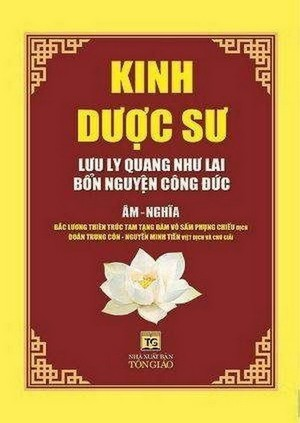 KINH
DƯỢC SƯ
LƯU LY QUANG NHƯ LAI
BỔN NGUYỆN CÔNG ĐỨC
ÂM-NGHĨA
BẮC LƯƠNG THIÊN TRÚC TAM TẠNG ĐÀM VÔ SẤM PHỤNG CHIẾU DỊCH
ĐOÀN TRUNG CÒN - NGUYỄN MINH TIẾN VIỆT DỊCH VÀ CHÚ GIẢI
TG
NHÀ XUẤT BẢN
TÔN GIÁO